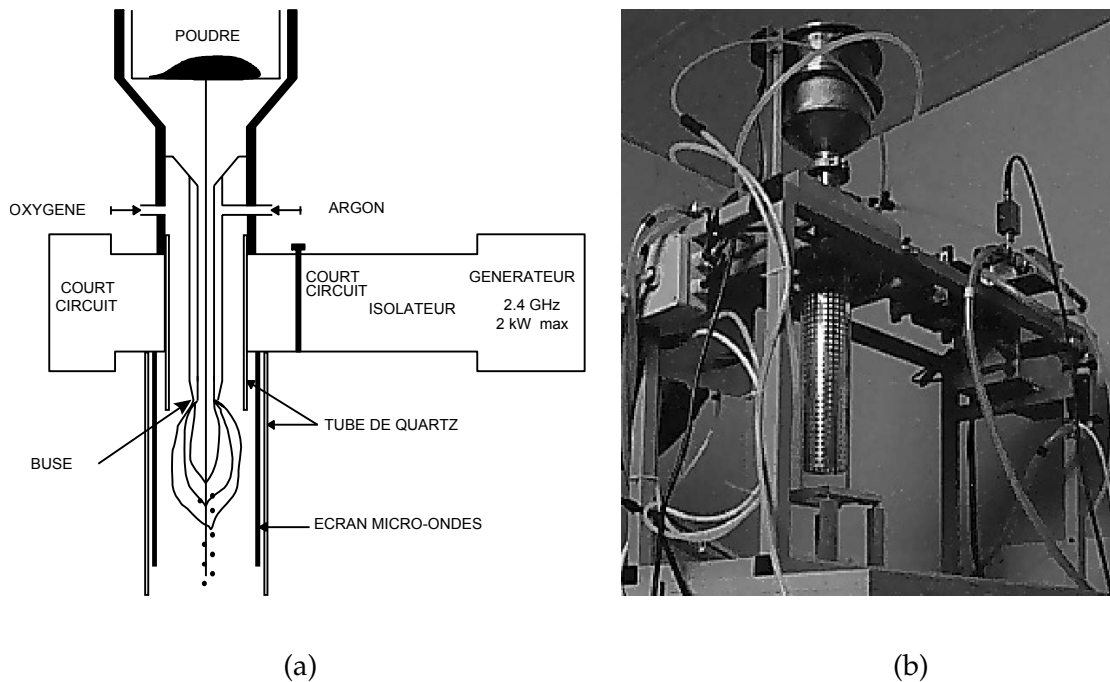 POUDRE
OXYGENE
ARGON
COURT
CIRCUIT
COURT
CIRCUIT
ISOLATEUR
GENERATEUR
2.4 GHz
2 kW max
TUBE DE QUARTZ
BUSE
ECRAN MICRO-ONDES
(a)
(b)